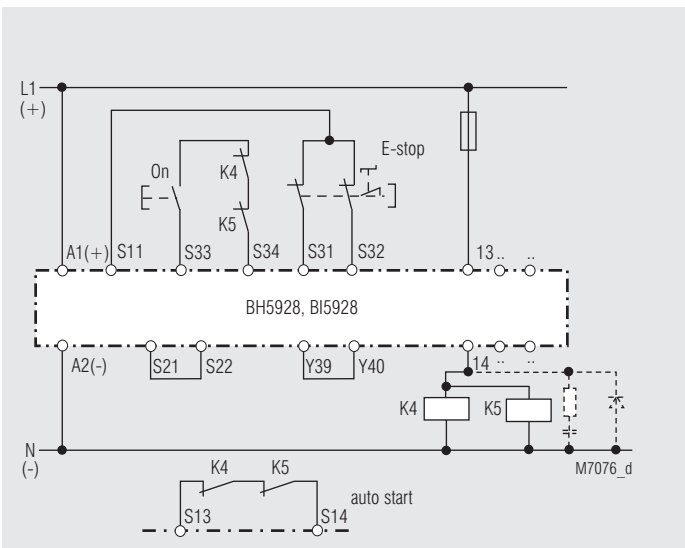 L1
(+)
E-stop
On
K4
K5
A1(+) S11 S33 S34 S31 S32 13 .. ..
BH5928, BI5928
A2(-) S21 S22 Y39 Y40 14 .. ..
K4 K5
N
(-)
M7076_d
K4 K5
auto start
S13 S14